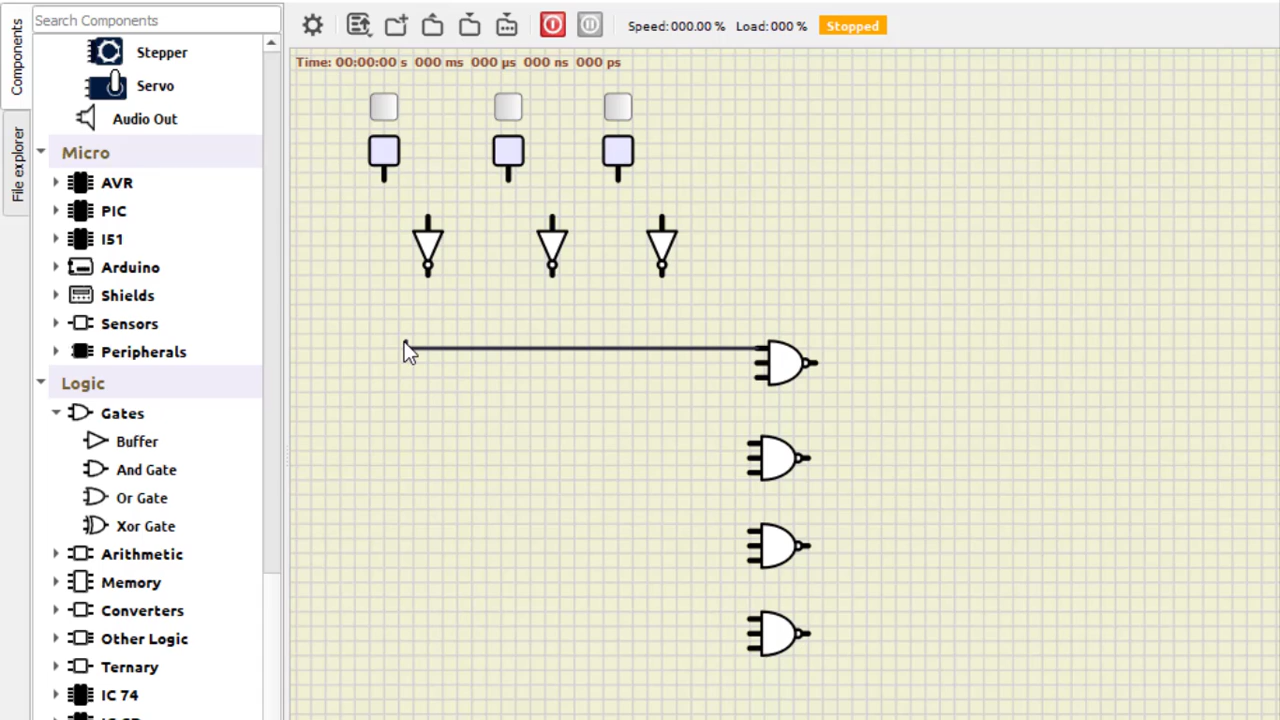 Components
File explorer
Search Components
Stepper
Servo
Audio Out
Micro
AVR
PIC
I51
Arduino
Shields
Sensors
Peripherals
Logic
Gates
Buffer
And Gate
Or Gate
Xor Gate
Arithmetic
Memory
Converters
Other Logic
Ternary
IC 74
Speed:000.00 % Load:000 % Stopped
Time: 00:00:00 s 000 ms 000 µs 000 ns 000 ps